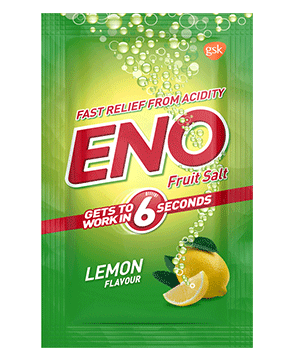 gsk
FAST RELIEF FROM ACIDITY
ENO
Fruit Salt
GETS TO
WORK IN
6
SECONDS
LEMON
FLAVOUR